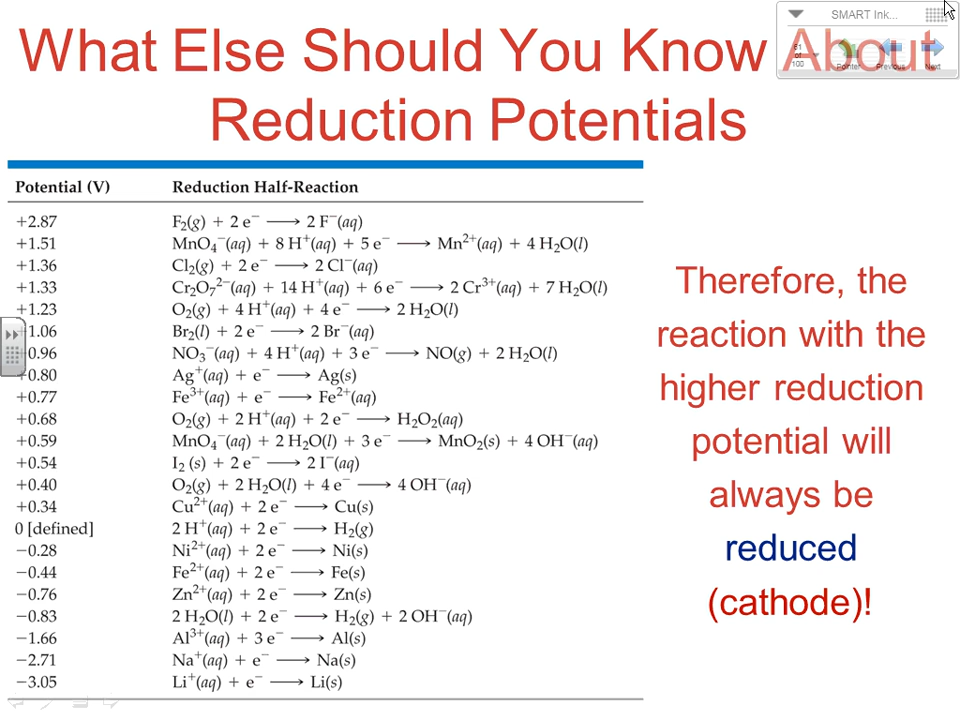 What Else Should You Know About
Reduction Potentials
SMART Ink...
81
of
100
Pointer
Previous
Next
Potential (V) Reduction Half-Reaction
+2.87 F₂(g) + 2 e⁻ ⟶ 2 F⁻(aq)
+1.51 MnO₄⁻(aq) + 8 H⁺(aq) + 5 e⁻ ⟶ Mn²⁺(aq) + 4 H₂O(l)
+1.36 Cl₂(g) + 2 e⁻ ⟶ 2 Cl⁻(aq)
+1.33 Cr₂O₇²⁻(aq) + 14 H⁺(aq) + 6 e⁻ ⟶ 2 Cr³⁺(aq) + 7 H₂O(l)
+1.23 O₂(g) + 4 H⁺(aq) + 4 e⁻ ⟶ 2 H₂O(l)
+1.06 Br₂(l) + 2 e⁻ ⟶ 2 Br⁻(aq)
+0.96 NO₃⁻(aq) + 4 H⁺(aq) + 3 e⁻ ⟶ NO(g) + 2 H₂O(l)
+0.80 Ag⁺(aq) + e⁻ ⟶ Ag(s)
+0.77 Fe³⁺(aq) + e⁻ ⟶ Fe²⁺(aq)
+0.68 O₂(g) + 2 H⁺(aq) + 2 e⁻ ⟶ H₂O₂(aq)
+0.59 MnO₄⁻(aq) + 2 H₂O(l) + 3 e⁻ ⟶ MnO₂(s) + 4 OH⁻(aq)
+0.54 I₂ (s) + 2 e⁻ ⟶ 2 I⁻(aq)
+0.40 O₂(g) + 2 H₂O(l) + 4 e⁻ ⟶ 4 OH⁻(aq)
+0.34 Cu²⁺(aq) + 2 e⁻ ⟶ Cu(s)
0 [defined] 2 H⁺(aq) + 2 e⁻ ⟶ H₂(g)
−0.28 Ni²⁺(aq) + 2 e⁻ ⟶ Ni(s)
−0.44 Fe²⁺(aq) + 2 e⁻ ⟶ Fe(s)
−0.76 Zn²⁺(aq) + 2 e⁻ ⟶ Zn(s)
−0.83 2 H₂O(l) + 2 e⁻ ⟶ H₂(g) + 2 OH⁻(aq)
−1.66 Al³⁺(aq) + 3 e⁻ ⟶ Al(s)
−2.71 Na⁺(aq) + e⁻ ⟶ Na(s)
−3.05 Li⁺(aq) + e⁻ ⟶ Li(s)
Therefore, the
reaction with the
higher reduction
potential will
always be
reduced
(cathode)!